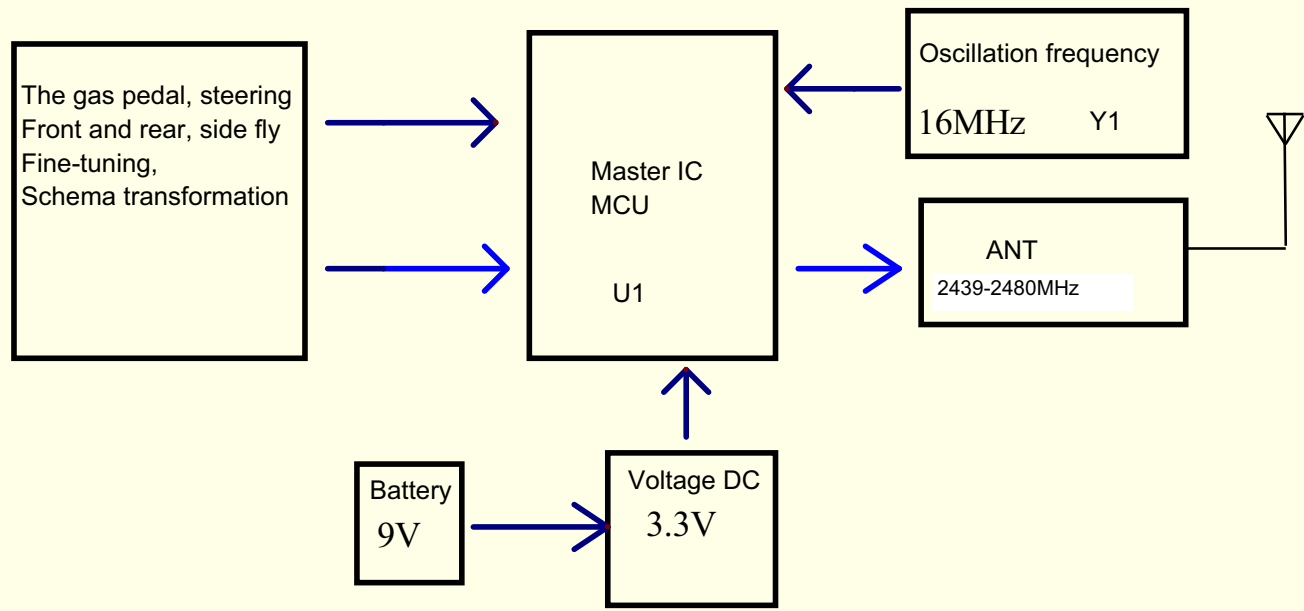 The gas pedal, steering
Front and rear, side fly
Fine-tuning,
Schema transformation
Master IC
MCU
U1
Oscillation frequency
16MHz Y1
ANT
2439-2480MHz
Battery
9V
Voltage DC
3.3V